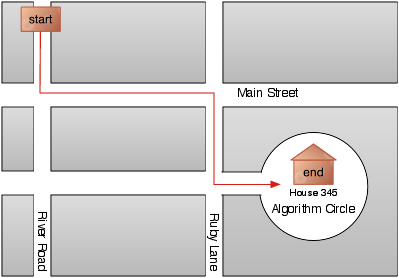 start
Main Street
end
House 345
Algorithm Circle
River Road
Ruby Lane